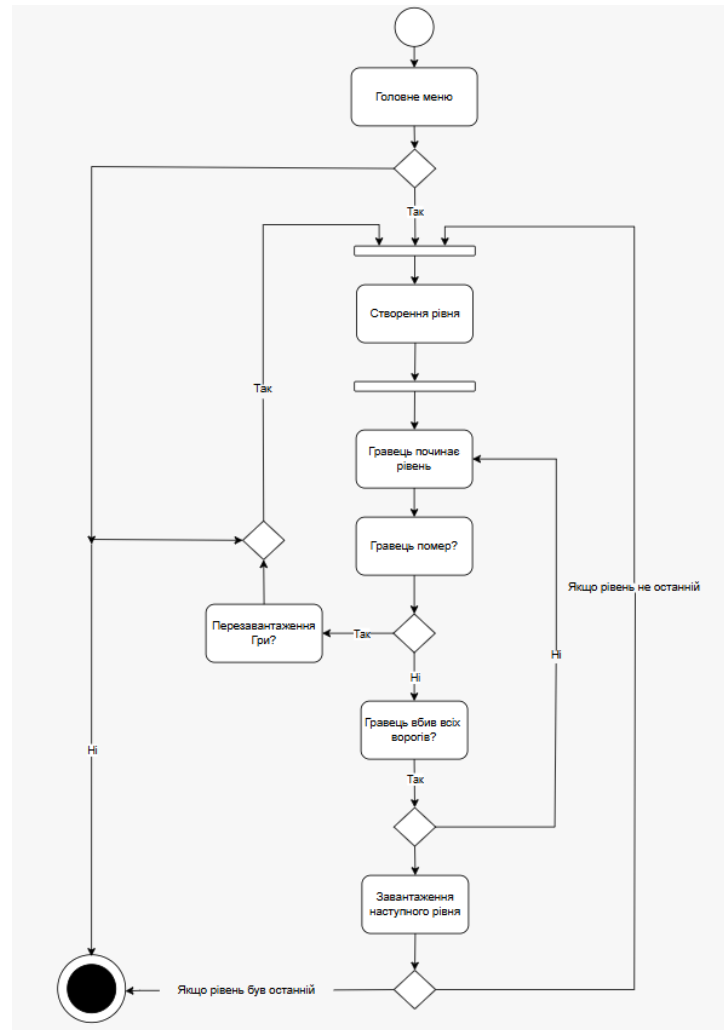 Головне меню
Так
Створення рівня
Так
Гравець починає
рівень
Гравець помер?
Якщо рівень не останній
Перезавантаження
Гри?
Так
Ні
Ні
Гравець вбив всіх
ворогів?
Ні
Так
Завантаження
наступного рівня
Якщо рівень був останній